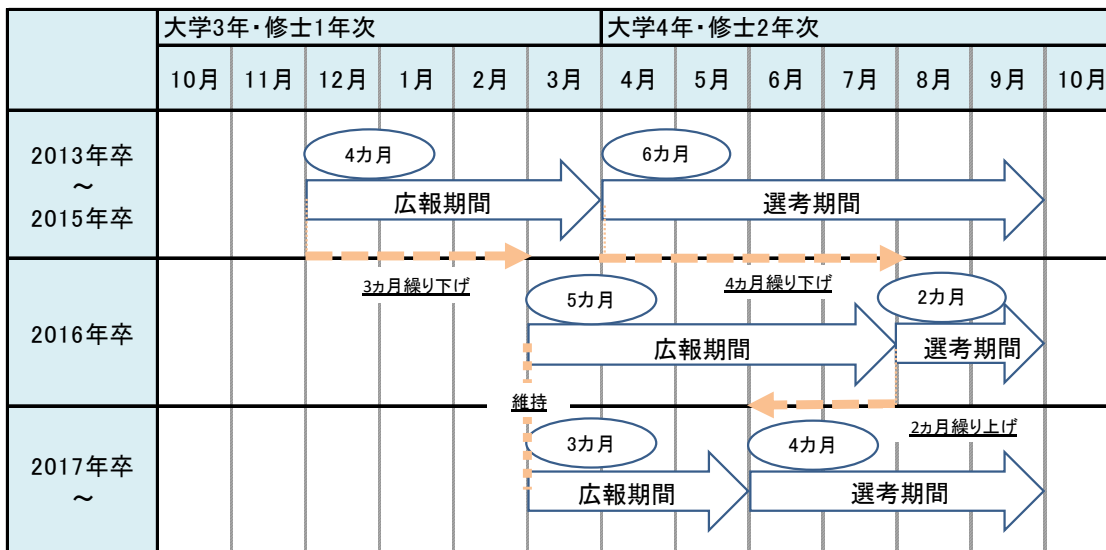 大学3年・修士1年次
大学4年・修士2年次
10月
11月
12月
1月
2月
3月
4月
5月
6月
7月
8月
9月
10月
2013年卒
～
2015年卒
4カ月
広報期間
6カ月
選考期間
3ヵ月繰り下げ
4ヵ月繰り下げ
2016年卒
5カ月
広報期間
2カ月
選考期間
維持
2ヵ月繰り上げ
2017年卒
～
3カ月
広報期間
4カ月
選考期間